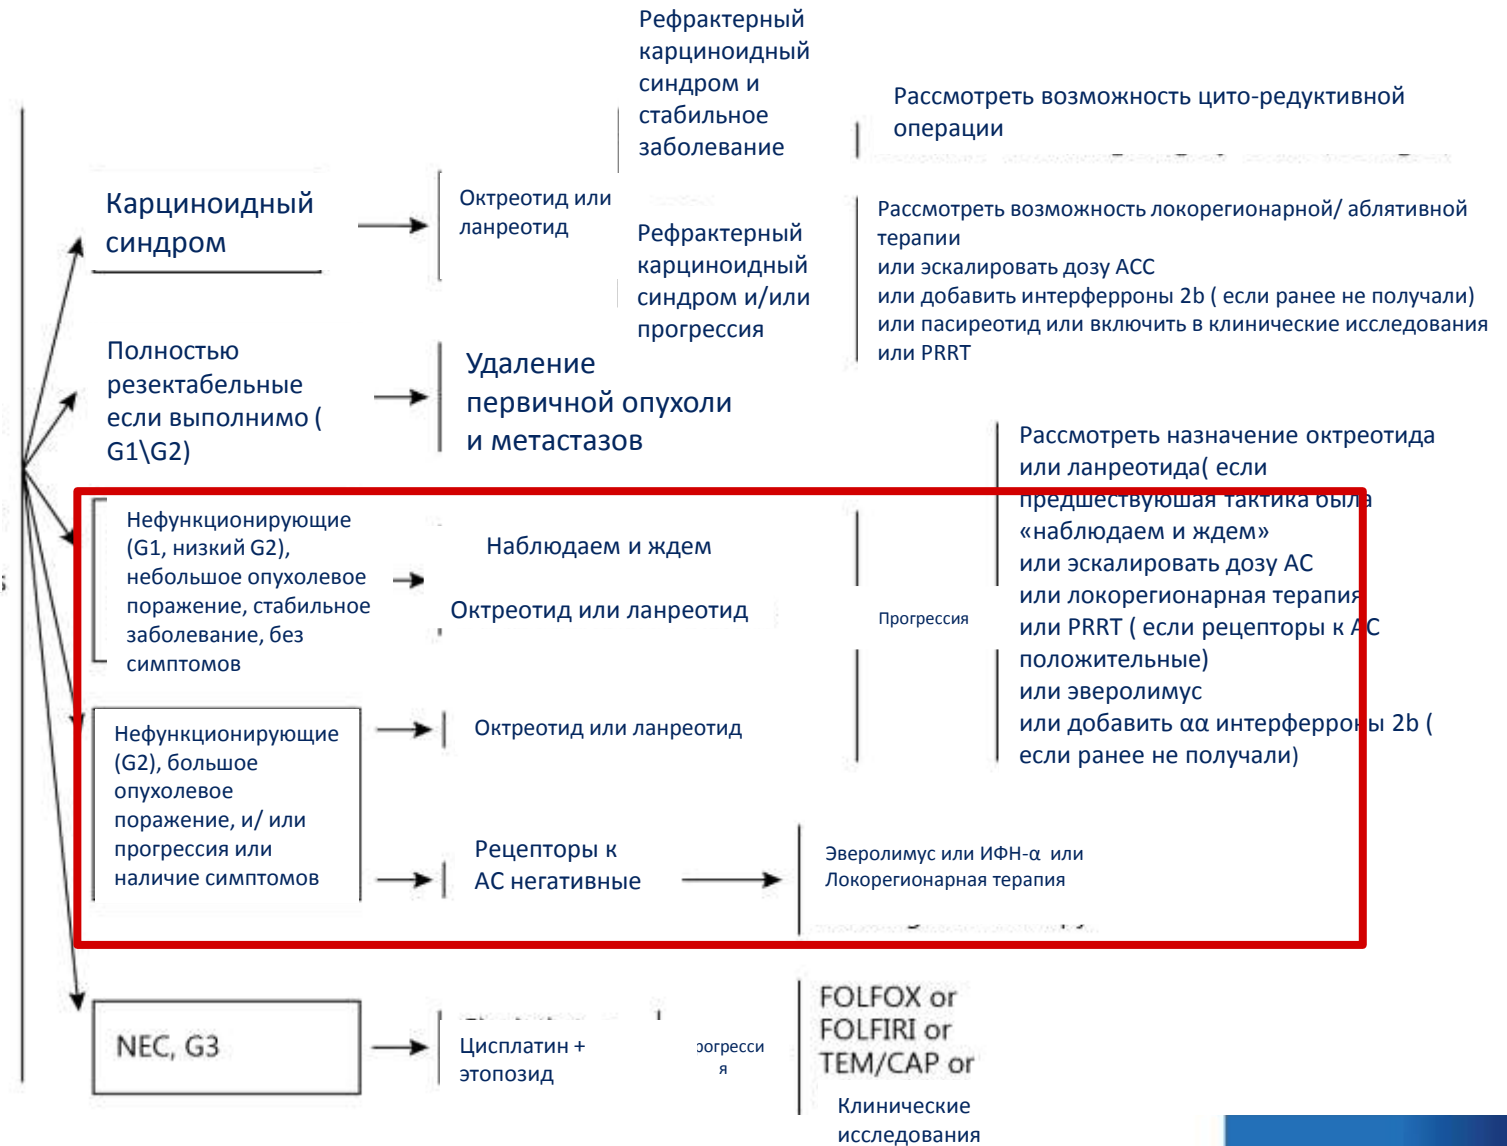 Рефрактерный
карциноидный
синдром и
стабильное
заболевание
Рассмотреть возможность цито-редуктивной
операции
Карциноидный
синдром
Октреотид или
ланреотид
Рефрактерный
карциноидный
синдром и/или
прогрессия
Рассмотреть возможность локорегионарной/ аблятивной
терапии
или эскалировать дозу АСС
или добавить интерферроны 2b ( если ранее не получали)
или пасиреотид или включить в клинические исследования
или PRRT
Полностью
резектабельные
если выполнимо (
G1\G2)
Удаление
первичной опухоли
и метастазов
Нефункционирующие
(G1, низкий G2),
небольшое опухолевое
поражение, стабильное
заболевание, без
симптомов
Наблюдаем и ждем
Октреотид или ланреотид
Прогрессия
Рассмотреть назначение октреотида
или ланреотида( если
предшествуюшая тактика была
«наблюдаем и ждем»
или эскалировать дозу АС
или локорегионарная терапия
или PRRT ( если рецепторы к АС
положительные)
или эверолимус
или добавить αα интерферроны 2b (
если ранее не получали)
Нефункционирующие
(G2), большое
опухолевое
поражение, и/ или
прогрессия или
наличие симптомов
Октреотид или ланреотид
Рецепторы к
АС негативные
Эверолимус или ИФН-α или
Локорегионарная терапия
NEC, G3
Цисплатин +
этопозид
рогресси
я
FOLFOX or
FOLFIRI or
TEM/CAP or
Клинические
исследования